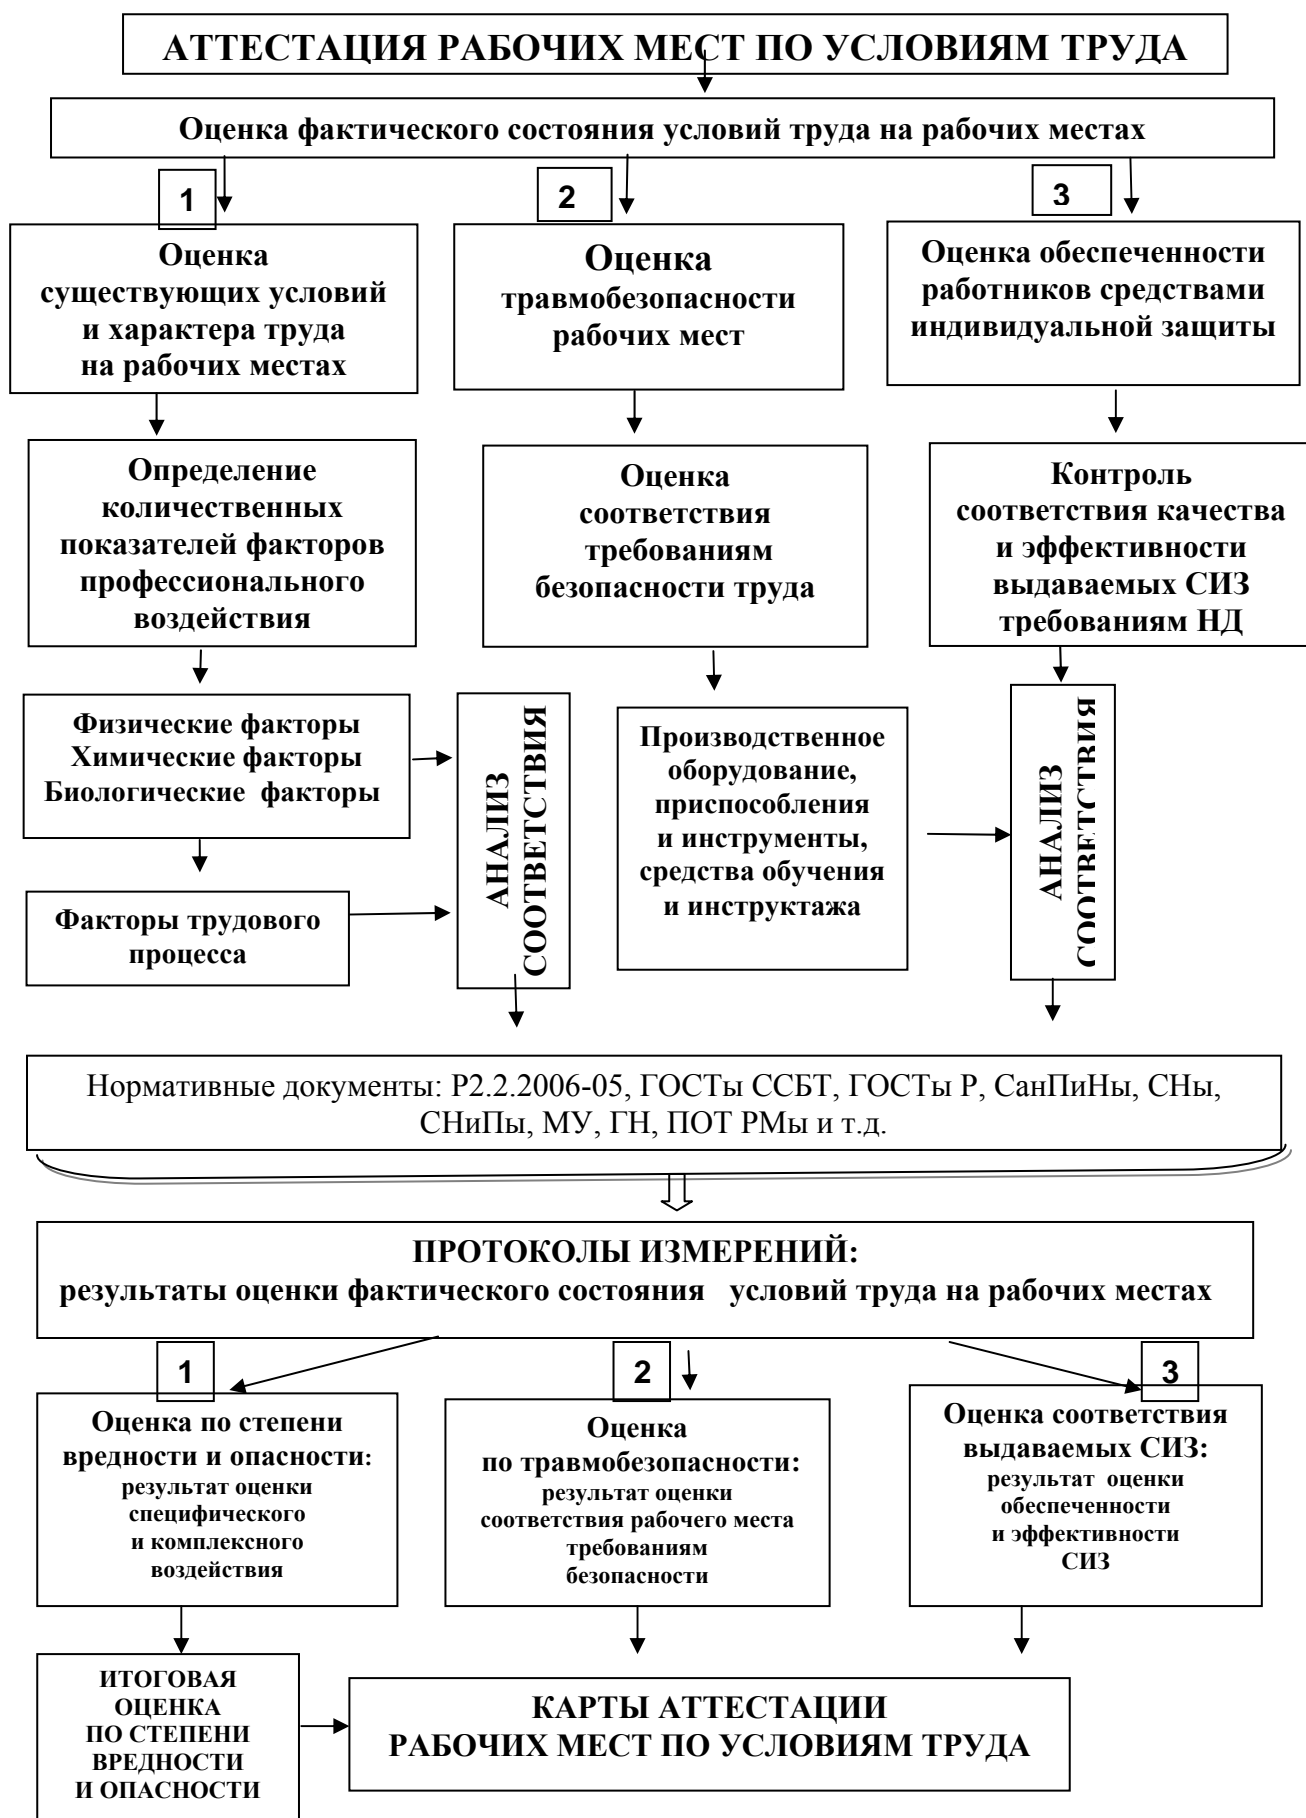 АТТЕСТАЦИЯ РАБОЧИХ МЕСТ ПО УСЛОВИЯМ ТРУДА
Оценка фактического состояния условий труда на рабочих местах
1
Оценка
существующих условий
и характера труда
на рабочих местах
2
Оценка
травмобезопасности
рабочих мест
3
Оценка обеспеченности
работников средствами
индивидуальной защиты
Определение
количественных
показателей факторов
профессионального
воздействия
Оценка
соответствия
требованиям
безопасности труда
Контроль
соответствия качества
и эффективности
выдаваемых СИЗ
требованиям НД
Физические факторы
Химические факторы
Биологические факторы
Факторы трудового
процесса
АНАЛИЗ
СООТВЕТСТВИЯ
Производственное
оборудование,
приспособления
и инструменты,
средства обучения
и инструктажа
АНАЛИЗ
СООТВЕТСТВИЯ
Нормативные документы: Р2.2.2006-05, ГОСТы ССБТ, ГОСТы Р, СанПиНы, СНы,
СНиПы, МУ, ГН, ПОТ РМы и т.д.
ПРОТОКОЛЫ ИЗМЕРЕНИЙ:
результаты оценки фактического состояния условий труда на рабочих местах
1
Оценка по степени
вредности и опасности:
результат оценки
специфического
и комплексного
воздействия
2
Оценка
по травмобезопасности:
результат оценки
соответствия рабочего места
требованиям
безопасности
3
Оценка соответствия
выдаваемых СИЗ:
результат оценки
обеспеченности
и эффективности
СИЗ
ИТОГОВАЯ
ОЦЕНКА
ПО СТЕПЕНИ
ВРЕДНОСТИ
И ОПАСНОСТИ
КАРТЫ АТТЕСТАЦИИ
РАБОЧИХ МЕСТ ПО УСЛОВИЯМ ТРУДА